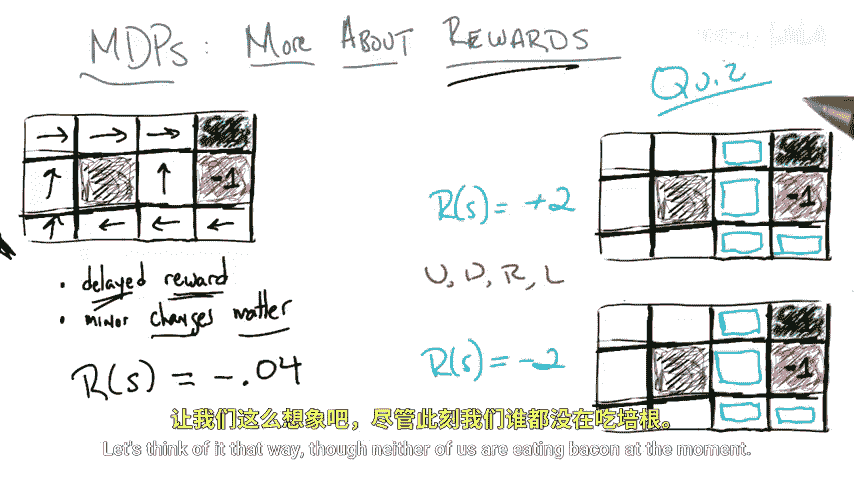 MDPs: MORE ABOUT REWARDS
Quiz
→ → →
↑ ↑ -1
↑ ← ← ←
R(s) = +2
-1
U, D, R, L
• delayed reward
• minor changes matter
R(s) = -.04
R(s) = -2
-1
让我们这么想象吧,尽管此刻我们谁都没在吃培根。
Let's think of it that way, though neither of us are eating bacon at the moment.